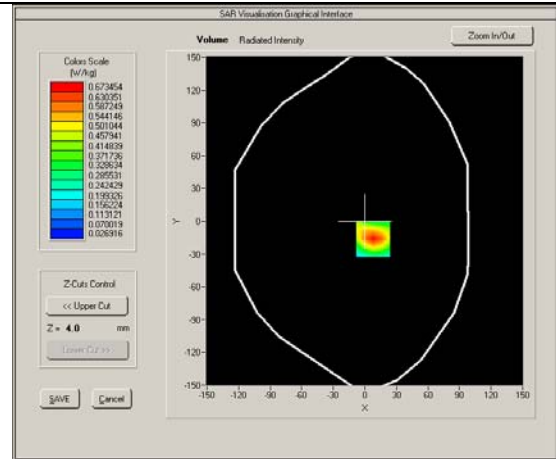 SAR Visualisation Graphical Interface
Colors Scale
(W/kg)
0.673454
0.630351
0.587249
0.544146
0.501044
0.457941
0.414839
0.371736
0.328634
0.285531
0.242429
0.199326
0.156224
0.113121
0.070019
0.026916
Z-Cuts Control
<< Upper Cut
Z = 4.0 mm
Lower Cut >>
SAVE Cancel
Volume Radiated Intensity
Zoom In/Out
150
120
90
60
30
Y 0
-30
-60
-90
-120
-150
-150 -120 -90 -60 -30 0 30 60 90 120 150
X